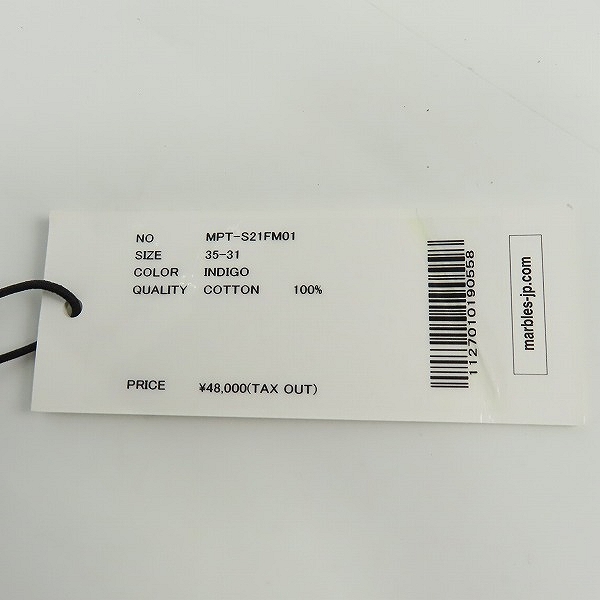 NO MPT-S21FM01
SIZE 35-31
COLOR INDIGO
QUALITY COTTON 100%
PRICE ¥48,000(TAX OUT)
1127010190558
marbles-jp.com